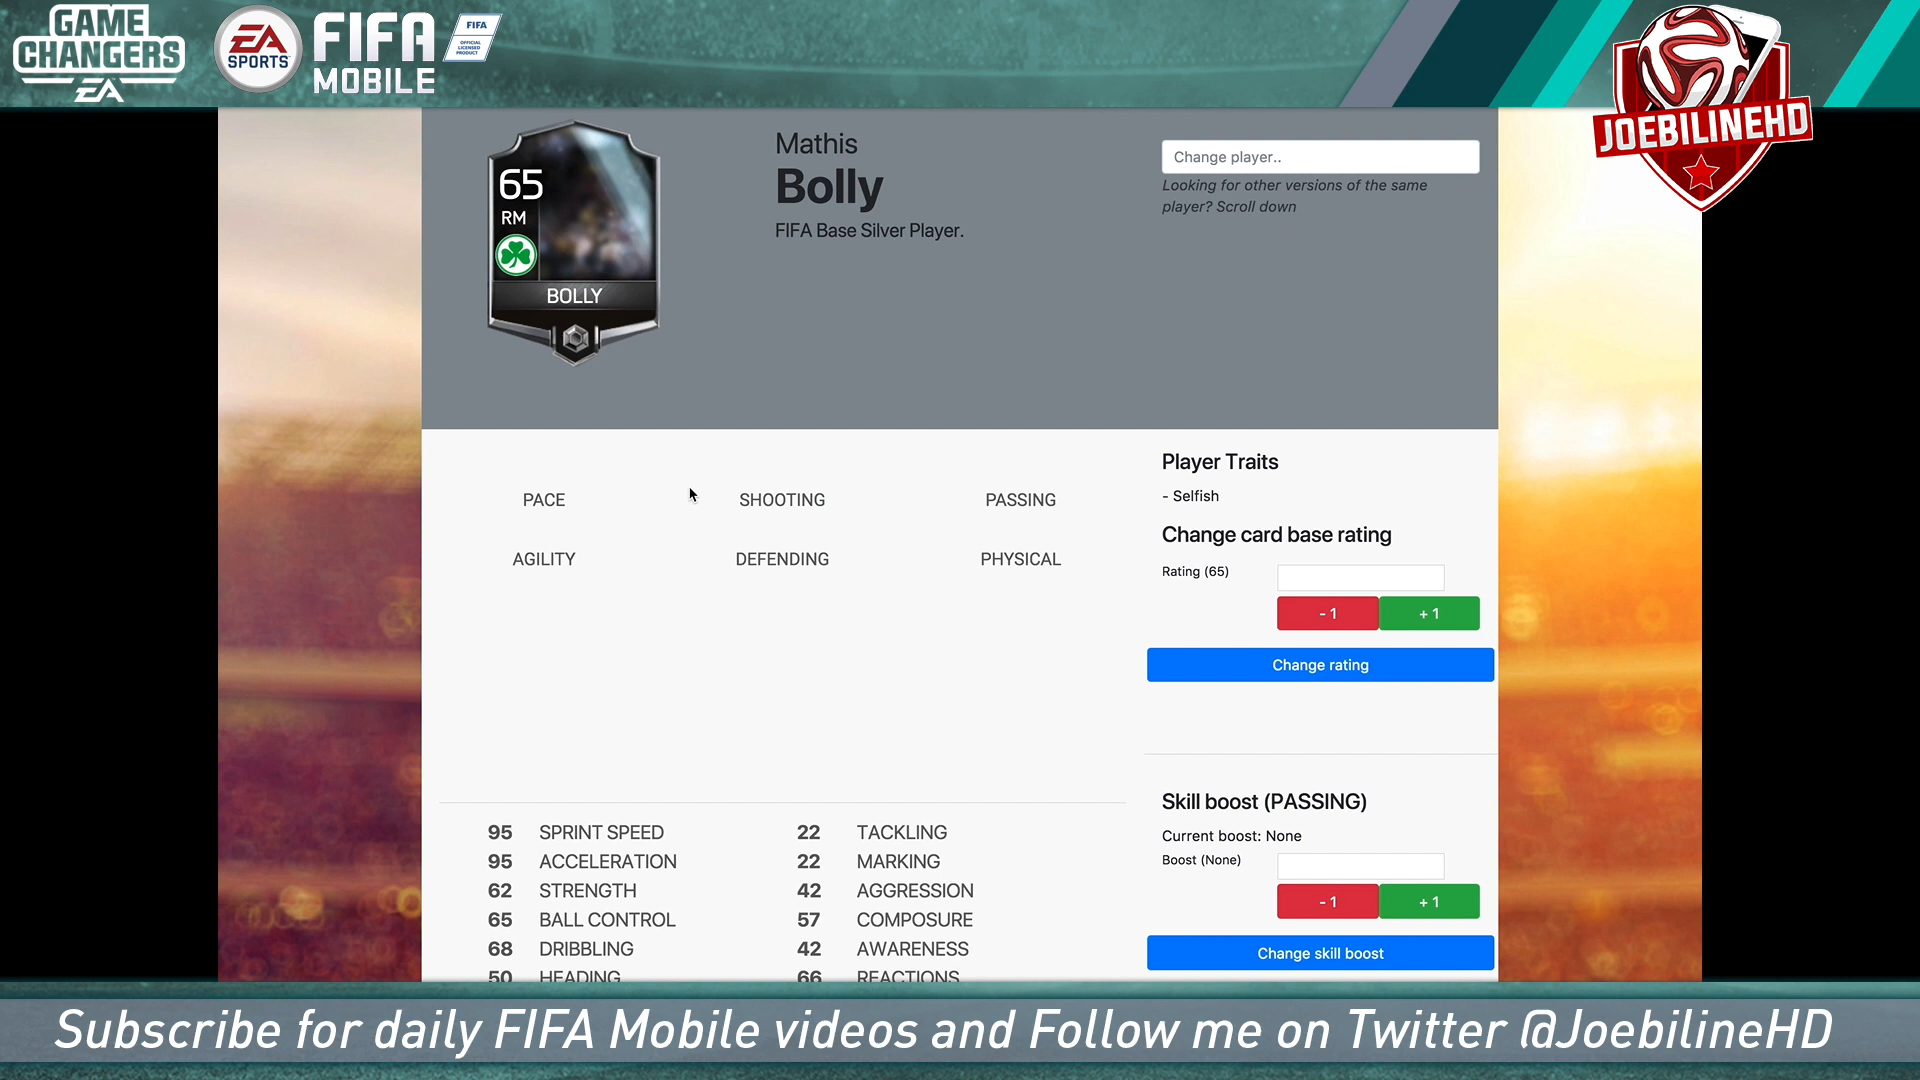 GAME
CHANGERS
EA
EA
SPORTS
FIFA
MOBILE
FIFA
OFFICIAL
LICENSED
PRODUCT
JOEBILINEHD
65
RM
BOLLY
Mathis
Bolly
FIFA Base Silver Player.
Change player..
Looking for other versions of the same
player? Scroll down
PACE SHOOTING PASSING
AGILITY DEFENDING PHYSICAL
Player Traits
- Selfish
Change card base rating
Rating (65)
- 1 + 1
Change rating
95 SPRINT SPEED 22 TACKLING
95 ACCELERATION 22 MARKING
62 STRENGTH 42 AGGRESSION
65 BALL CONTROL 57 COMPOSURE
68 DRIBBLING 42 AWARENESS
50 HEADING 66 REACTIONS
Skill boost (PASSING)
Current boost: None
Boost (None)
- 1 + 1
Change skill boost
Subscribe for daily FIFA Mobile videos and Follow me on Twitter @JoebilineHD